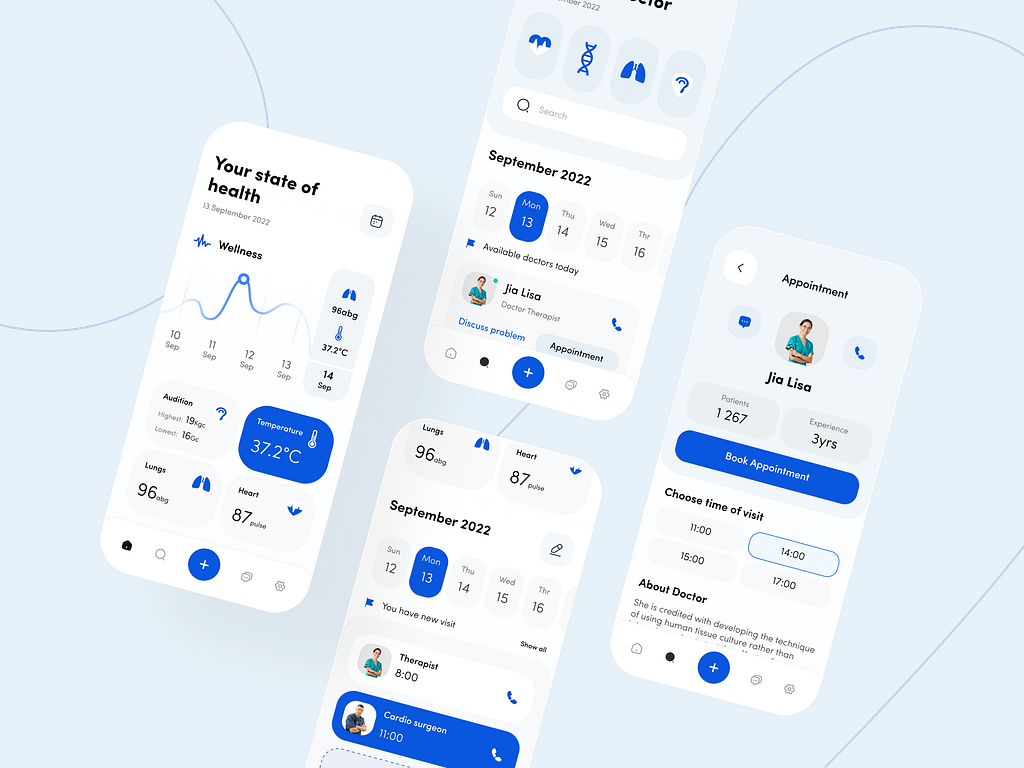 Your state of
health
13 September 2022
Wellness
96abg
37.2°C
10 Sep
11 Sep
12 Sep
13 Sep
14 Sep
Audition
Highest: 19Kgc
Lowest: 16Gc
Temperature
37.2°C
Lungs
96abg
Heart
87pulse
2022
Search
September 2022
Sun Mon Thu Wed Thr
12 13 14 15 16
Available doctors today
Jia Lisa
Doctor Therapist
Discuss problem
Appointment
Lungs
96abg
Heart
87pulse
September 2022
Sun Mon Thu Wed Thr
12 13 14 15 16
You have new visit
Show all
Therapist
8:00
Cardio surgeon
11:00
Appointment
Jia Lisa
Patients
1 267
Experience
3yrs
Book Appointment
Choose time of visit
11:00
14:00
15:00
17:00
About Doctor
She is credited with developing the technique
of using human tissue culture rather than